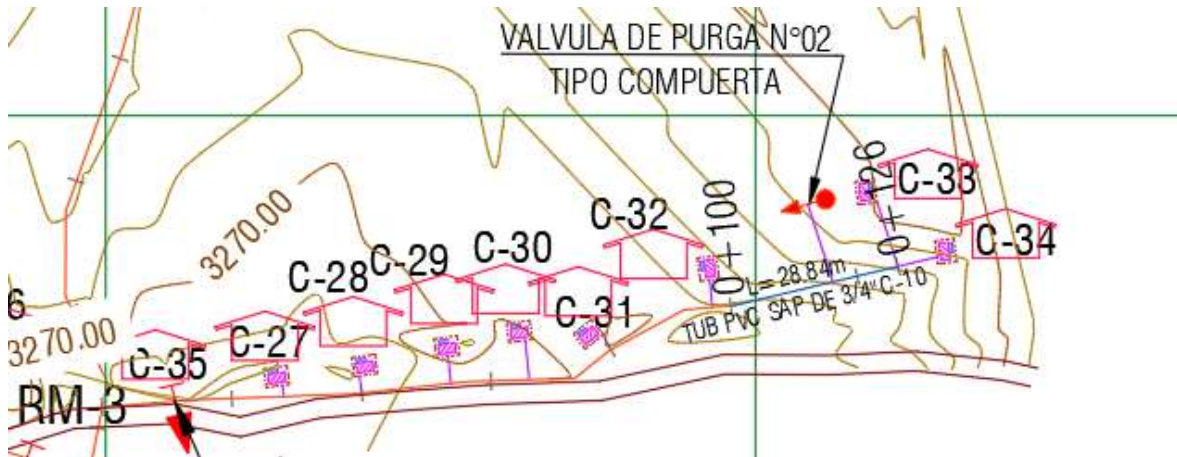 VALVULA DE PURGA N°02
TIPO COMPUERTA
0+126
C-33
C-34
0+100
C-32
C-30
C-29
C-28
3270.00
L=28.84m
TUB PVC SAP DE 3/4" C-10
C-31
C-27
6
3270.00
C-35
RM-3